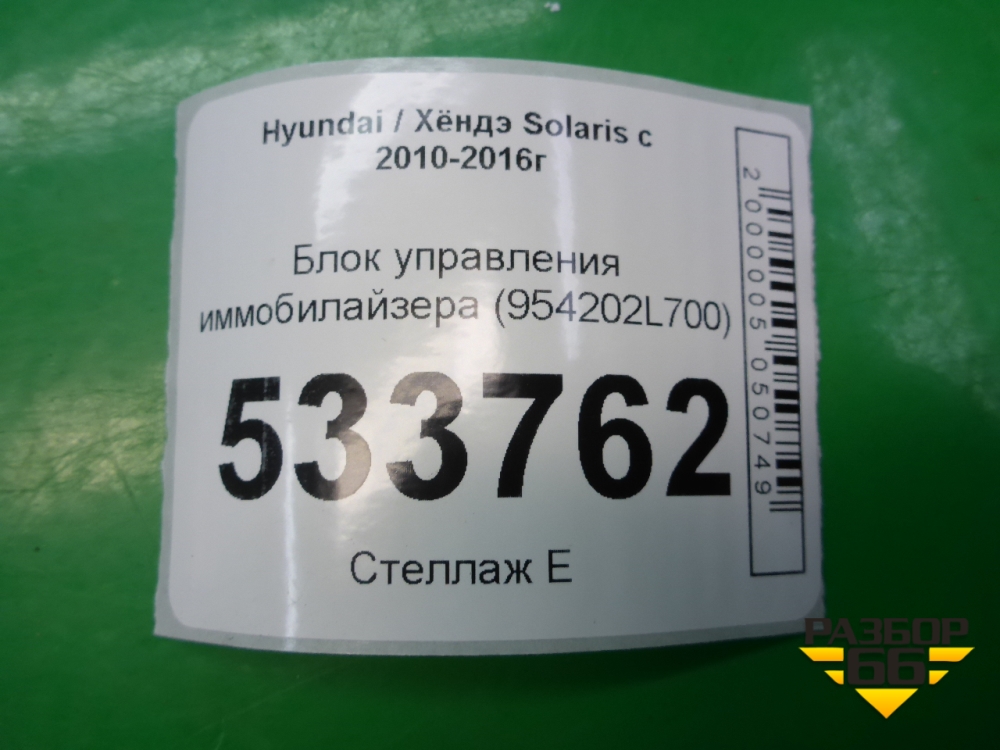 Hyundai / Хёндэ Solaris с
2010-2016г
Блок управления
иммобилайзера (954202L700)
533762
Стеллаж Е
2000005050749
РАЗБОР
66